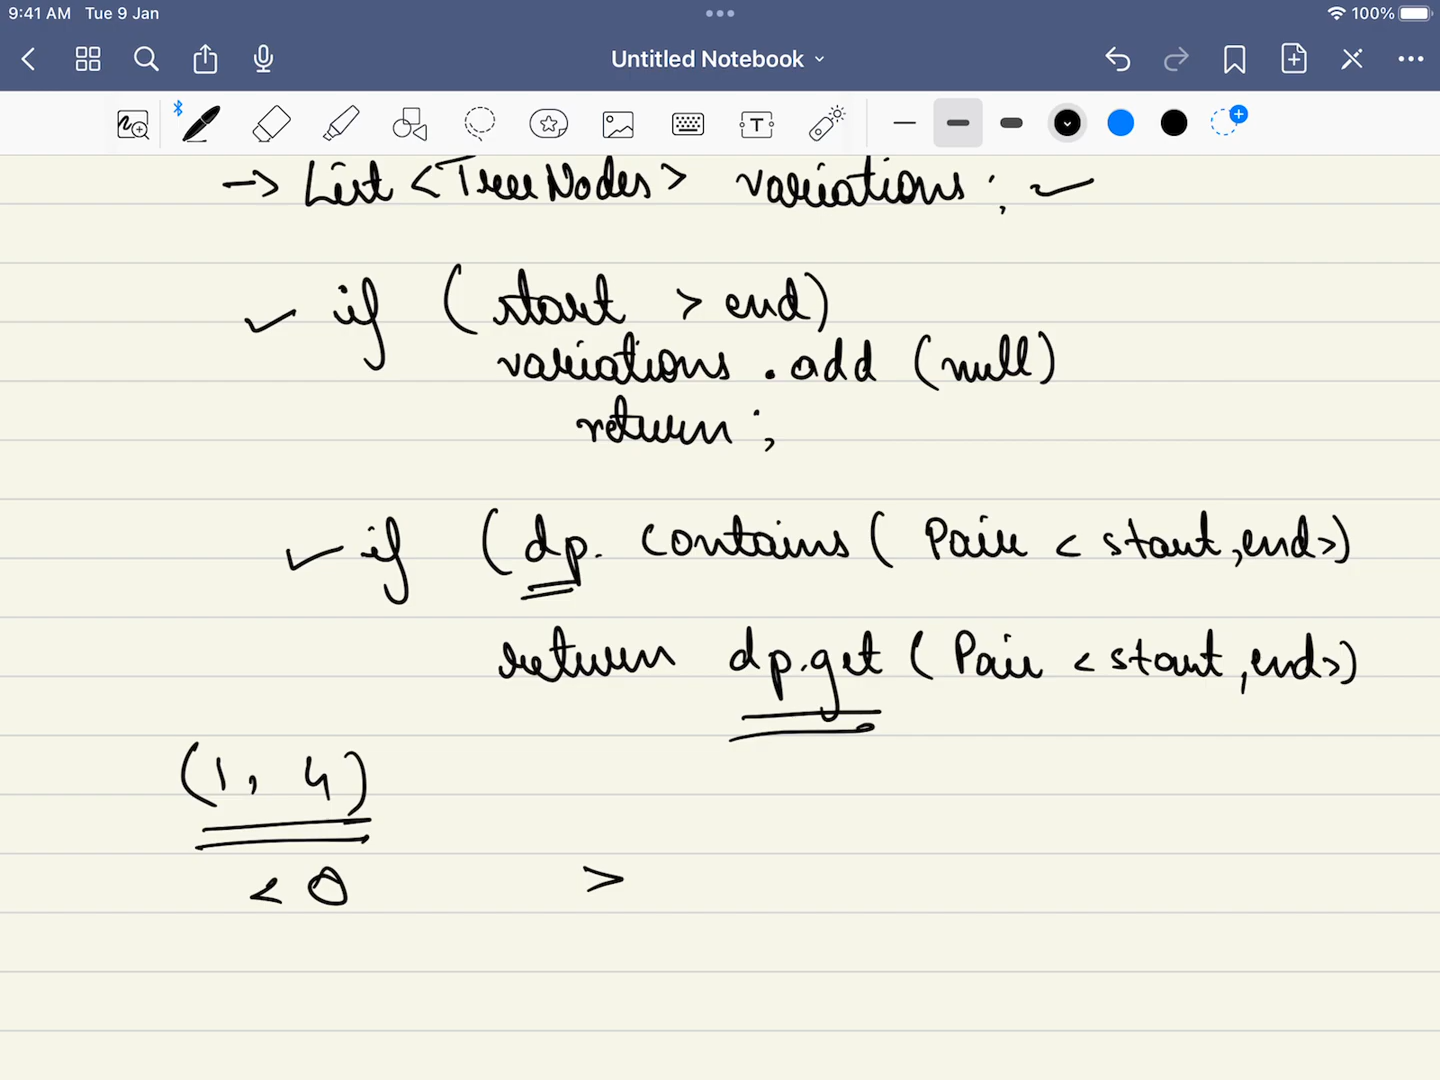 9:41 AM Tue 9 Jan
100%
Untitled Notebook
T
-> List <TreeNodes> variations;
if (start > end)
variations.add(null)
return;
if (dp.contains(Pair <start,end>)
return dp.get(Pair <start,end>)
(1, 4)
< 0 >